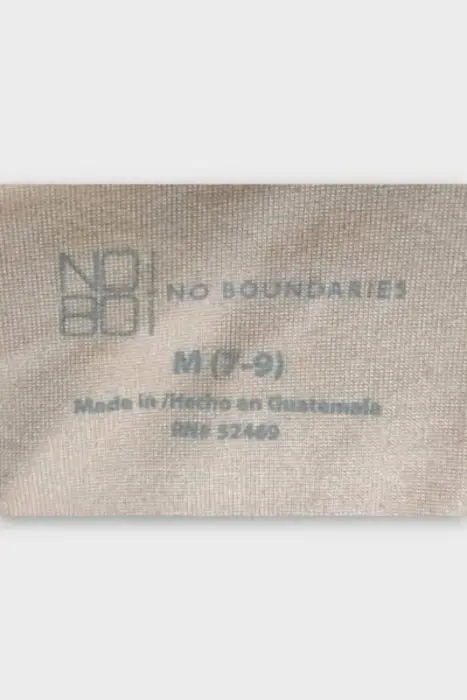 NO
BO
NO BOUNDARIES
M (7-9)
Made in /Hecho en Guatemala
RN# 52469